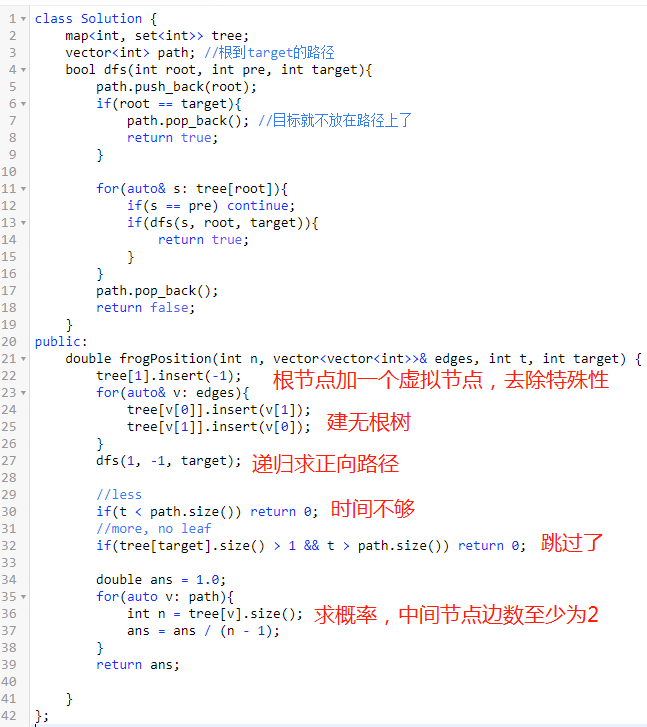 1 class Solution {
2     map<int, set<int>> tree;
3     vector<int> path; //根到target的路径
4     bool dfs(int root, int pre, int target){
5         path.push_back(root);
6         if(root == target){
7             path.pop_back(); //目标就不放在路径上了
8             return true;
9         }
10
11         for(auto& s: tree[root]){
12             if(s == pre) continue;
13             if(dfs(s, root, target)){
14                 return true;
15             }
16         }
17         path.pop_back();
18         return false;
19     }
20 public:
21     double frogPosition(int n, vector<vector<int>>& edges, int t, int target) {
22         tree[1].insert(-1); 根节点加一个虚拟节点，去除特殊性
23         for(auto& v: edges){
24             tree[v[0]].insert(v[1]);
25             tree[v[1]].insert(v[0]); 建无根树
26         }
27         dfs(1, -1, target); 递归求正向路径
28
29         //less
30         if(t < path.size()) return 0; 时间不够
31         //more, no leaf
32         if(tree[target].size() > 1 && t > path.size()) return 0; 跳过了
33
34         double ans = 1.0;
35         for(auto v: path){
36             int n = tree[v].size(); 求概率，中间节点边数至少为2
37             ans = ans / (n - 1);
38         }
39         return ans;
40
41     }
42 };